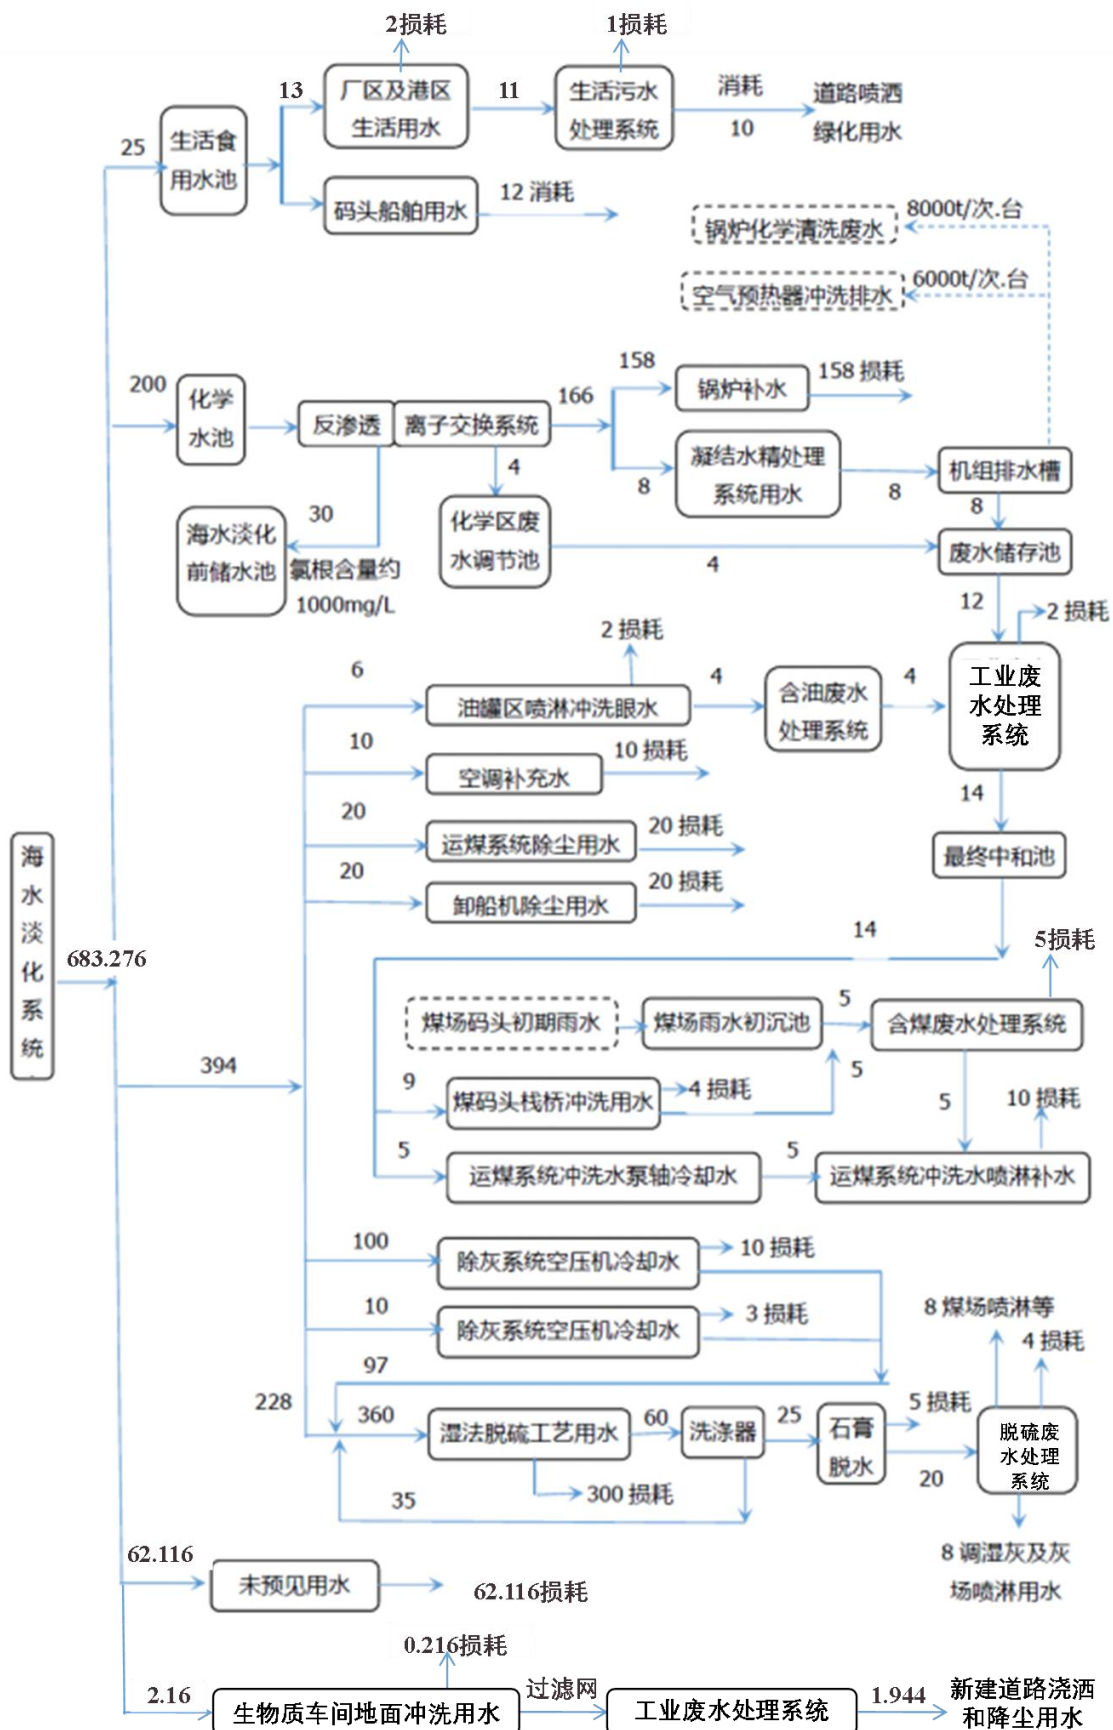 2损耗
1损耗
13
厂区及港区
生活用水
11
生活污水
处理系统
消耗
10
道路喷洒
绿化用水
25
生活食
用水池
码头船舶用水
12 消耗
8000t/次.台
锅炉化学清洗废水
6000t/次.台
空气预热器冲洗排水
200
化学
水池
反渗透
离子交换系统
166
158
锅炉补水
158 损耗
8
凝结水精处理
系统用水
8
机组排水槽
8
4
30
海水淡化
前储水池
氯根含量约
1000mg/L
化学区废
水调节池
4
废水储存池
12
2 损耗
工业废
水处理
系统
6
2 损耗
油罐区喷淋冲洗眼水
4
含油废水
处理系统
4
10
空调补充水
10 损耗
14
20
运煤系统除尘用水
20 损耗
最终中和池
20
卸船机除尘用水
20 损耗
海
水
淡
化
系
统
683.276
14
5损耗
煤场码头初期雨水
煤场雨水初沉池
5
含煤废水处理系统
394
9
煤码头栈桥冲洗用水
4 损耗
5
5
10 损耗
5
运煤系统冲洗水泵轴冷却水
5
运煤系统冲洗水喷淋补水
100
除灰系统空压机冷却水
10 损耗
10
除灰系统空压机冷却水
3 损耗
8 煤场喷淋等
4 损耗
97
228
360
湿法脱硫工艺用水
60
洗涤器
25
石膏
脱水
5 损耗
20
脱硫废
水处理
系统
300 损耗
35
8 调湿灰及灰
场喷淋用水
62.116
未预见用水
62.116损耗
0.216损耗
2.16
生物质车间地面冲洗用水
过滤网
工业废水处理系统
1.944
新建道路浇洒
和降尘用水